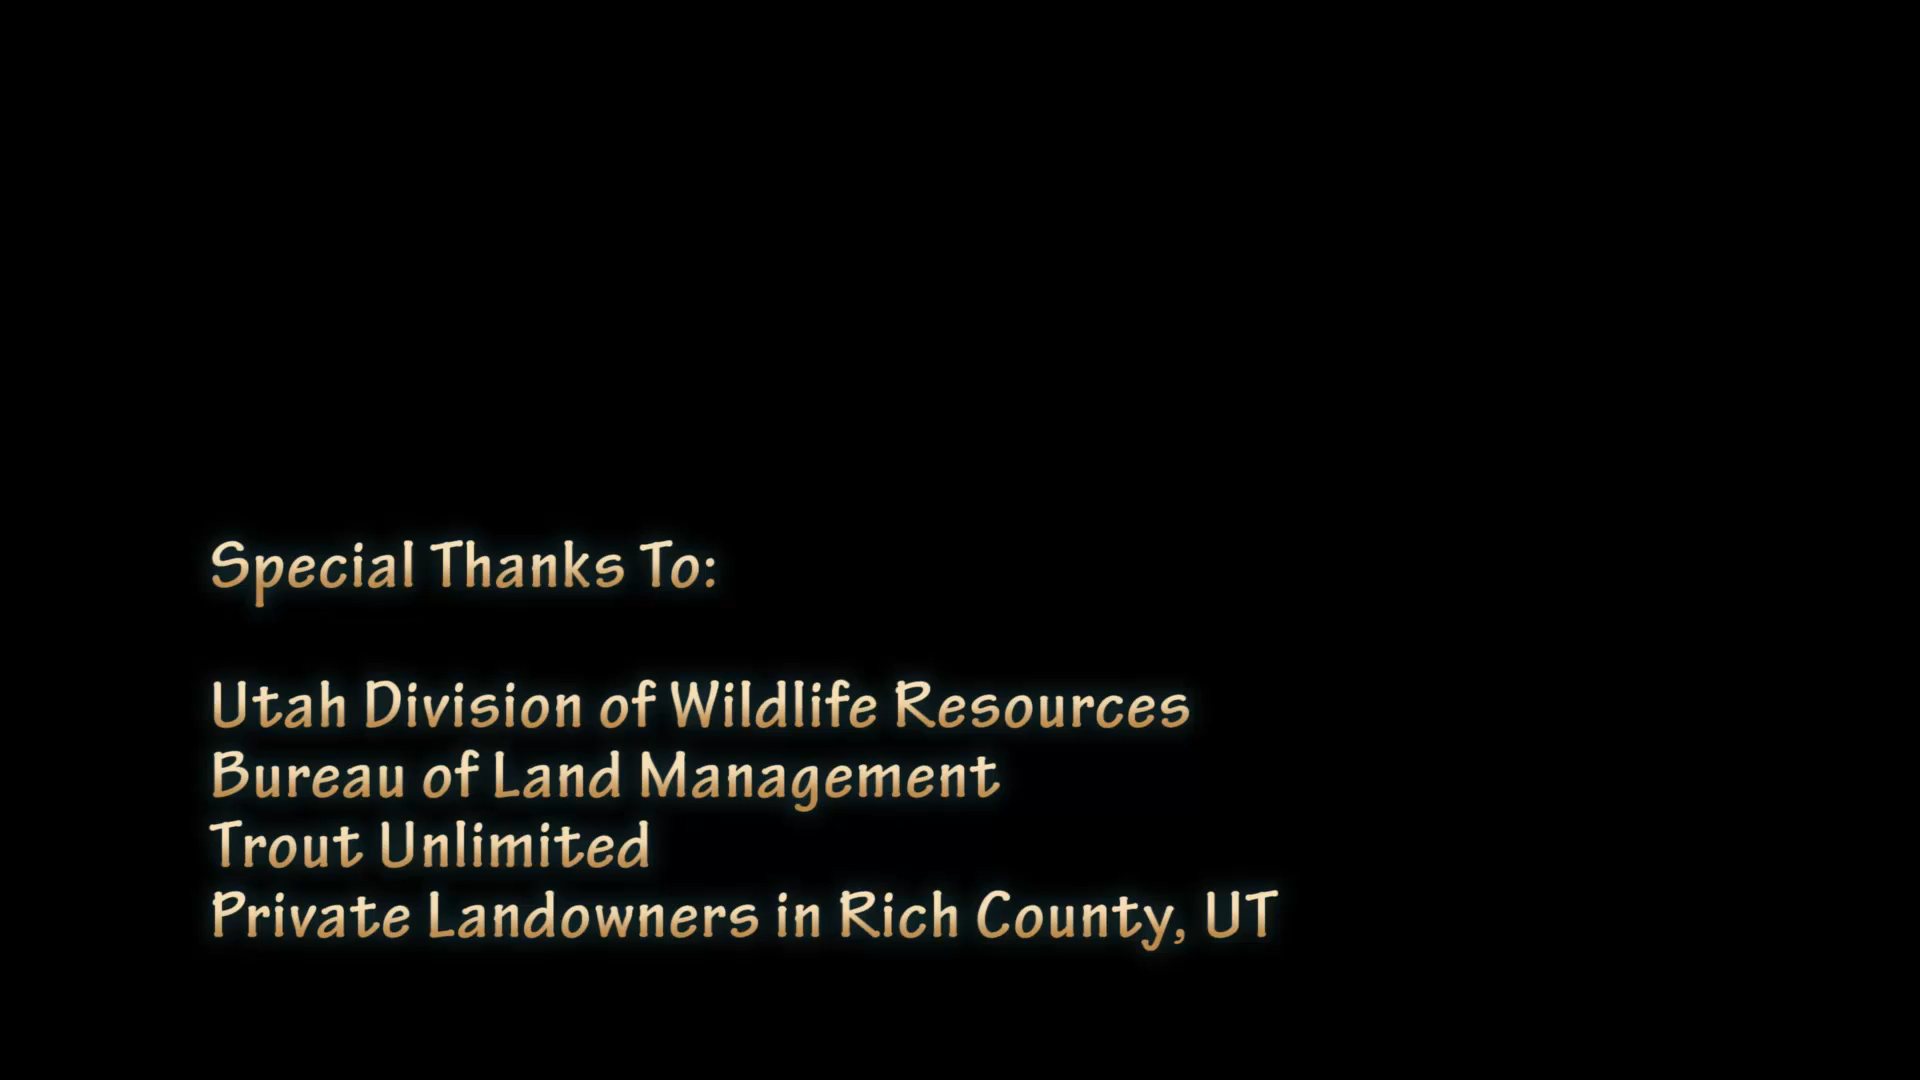 Special Thanks To:
Utah Division of Wildlife Resources
Bureau of Land Management
Trout Unlimited
Private Landowners in Rich County, UT